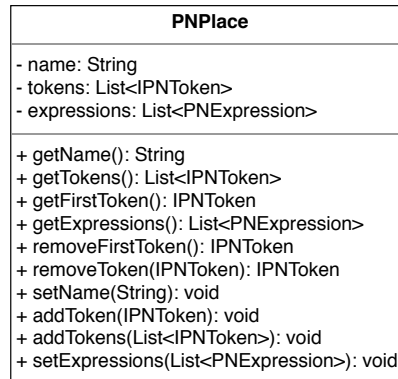 PNPlace
- name: String
- tokens: List<IPNToken>
- expressions: List<PNExpression>
+ getName(): String
+ getTokens(): List<IPNToken>
+ getFirstToken(): IPNToken
+ getExpressions(): List<PNExpression>
+ removeFirstToken(): IPNToken
+ removeToken(IPNToken): IPNToken
+ setName(String): void
+ addToken(IPNToken): void
+ addTokens(List<IPNToken>): void
+ setExpressions(List<PNExpression>): void